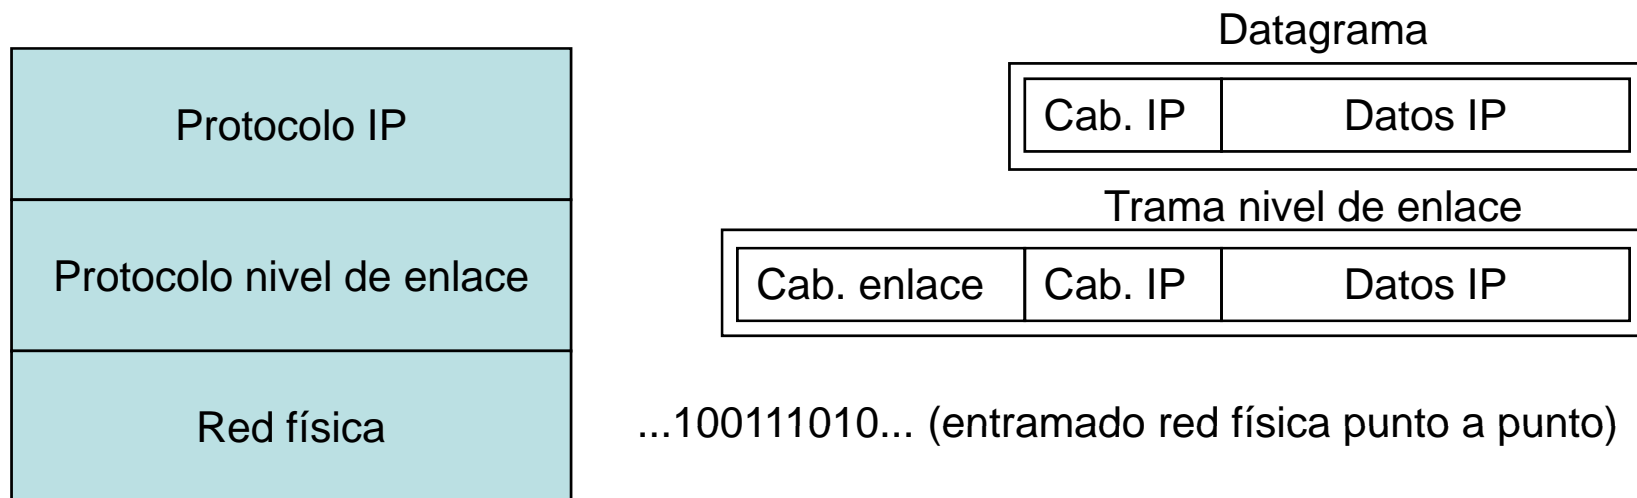 Datagrama
Protocolo IP
Cab. IP
Datos IP
Trama nivel de enlace
Protocolo nivel de enlace
Cab. enlace
Cab. IP
Datos IP
Red física
...100111010... (entramado red física punto a punto)